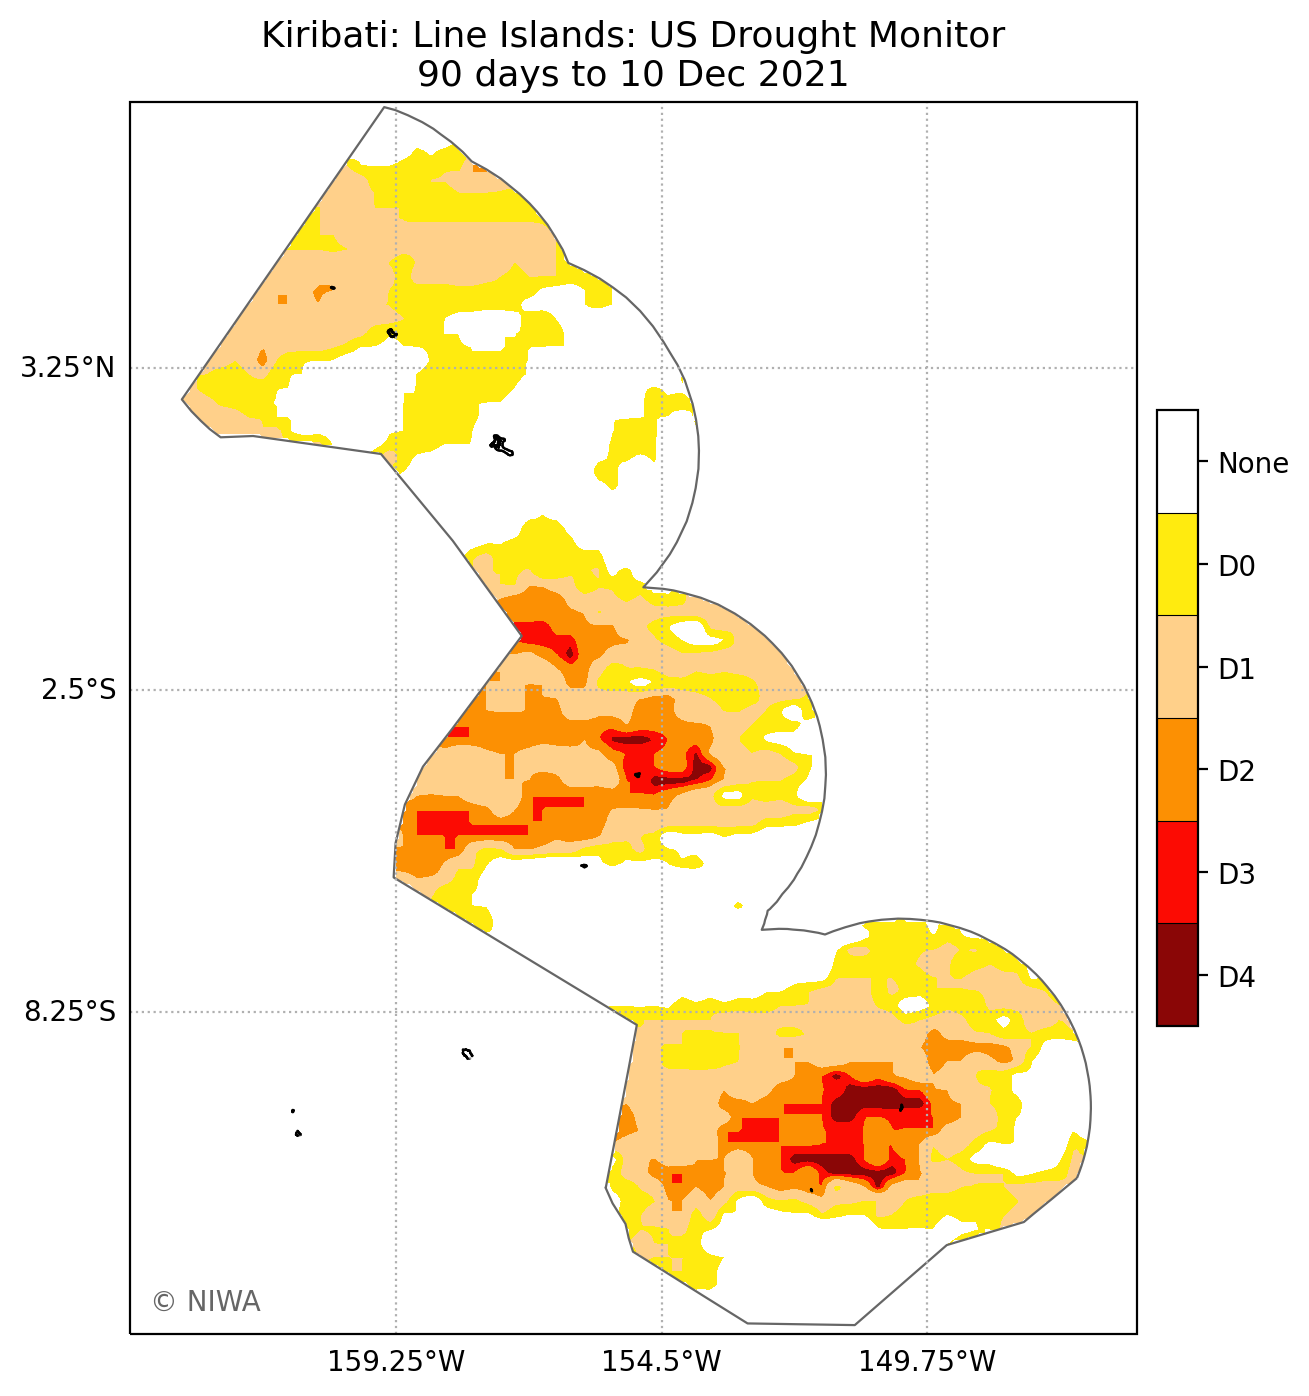 Kiribati: Line Islands: US Drought Monitor
90 days to 10 Dec 2021
3.25°N
2.5°S
8.25°S
159.25°W
154.5°W
149.75°W
None
D0
D1
D2
D3
D4
© NIWA